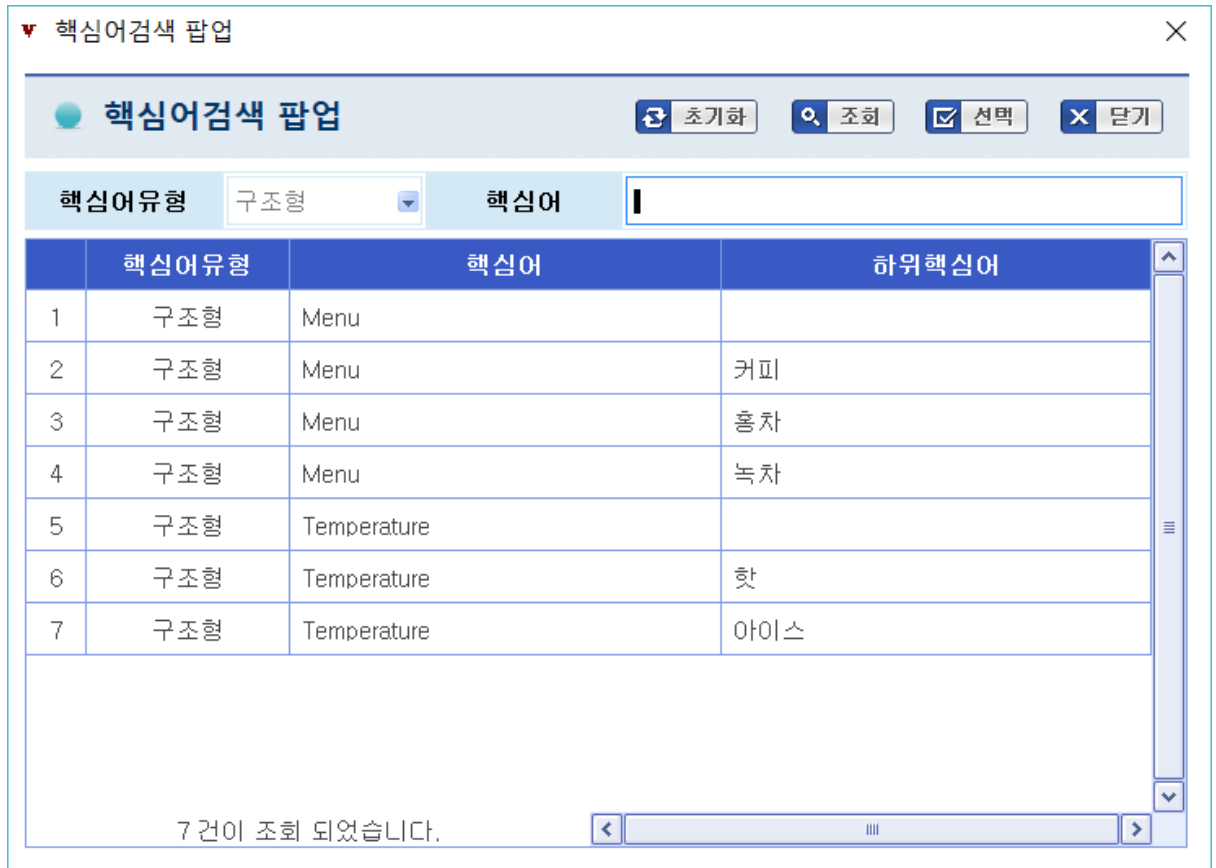 핵심어검색 팝업
핵심어검색 팝업 초기화 조회 선택 닫기
핵심어유형 구조형 핵심어
핵심어유형 핵심어 하위핵심어
1 구조형 Menu
2 구조형 Menu 커피
3 구조형 Menu 홍차
4 구조형 Menu 녹차
5 구조형 Temperature
6 구조형 Temperature 핫
7 구조형 Temperature 아이스
7 건이 조회 되었습니다.